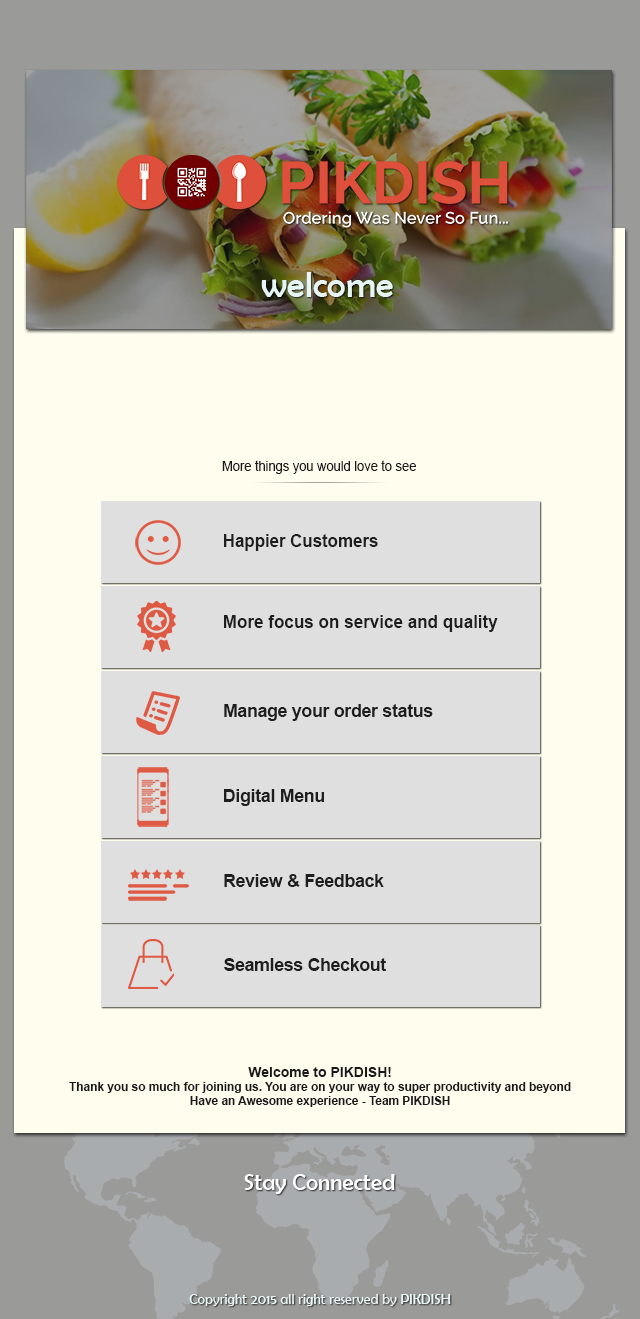 PIKDISH
Ordering Was Never So Fun...
welcome
More things you would love to see
Happier Customers
More focus on service and quality
Manage your order status
Digital Menu
Review & Feedback
Seamless Checkout
Welcome to PIKDISH!
Thank you so much for joining us. You are on your way to super productivity and beyond
Have an Awesome experience - Team PIKDISH
Stay Connected
Copyright 2015 all right reserved by PIKDISH